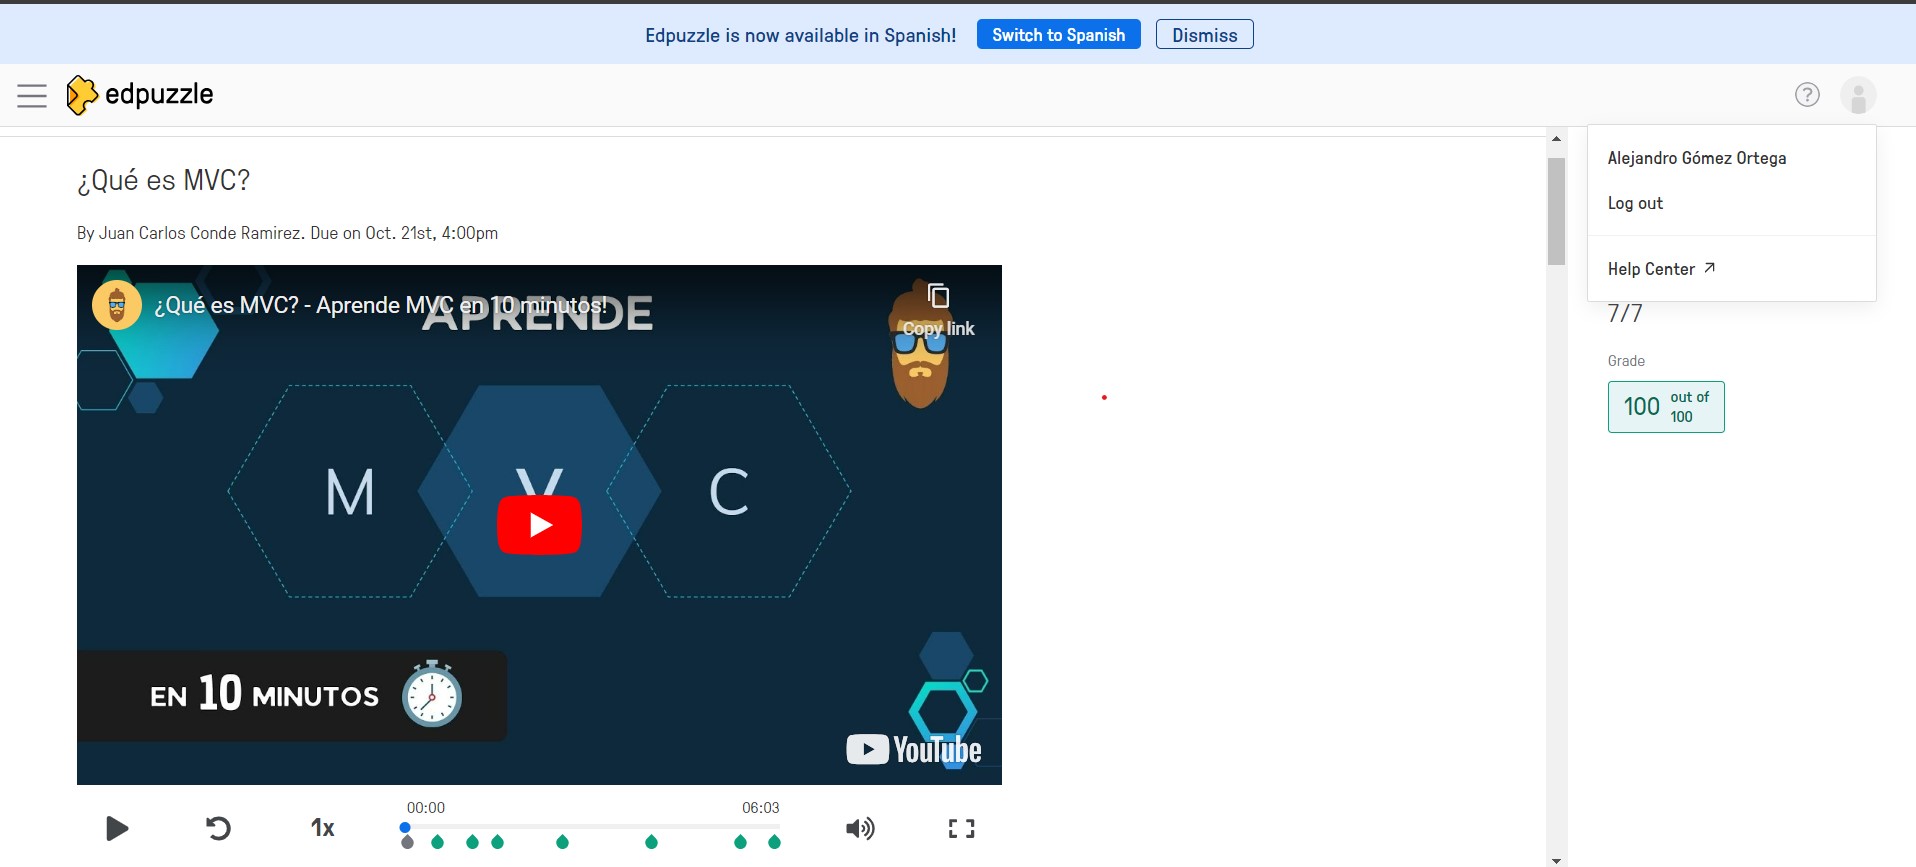 Edpuzzle is now available in Spanish!
Switch to Spanish
Dismiss
edpuzzle
?
Alejandro Gómez Ortega
Log out
Help Center
¿Qué es MVC?
By Juan Carlos Conde Ramirez. Due on Oct. 21st, 4:00pm
¿Qué es MVC? - Aprende MVC en 10 minutos!
APRENDE
Copy link
M V C
EN 10 MINUTOS
YouTube
7/7
Grade
100 out of
100
00:00 06:03
1x